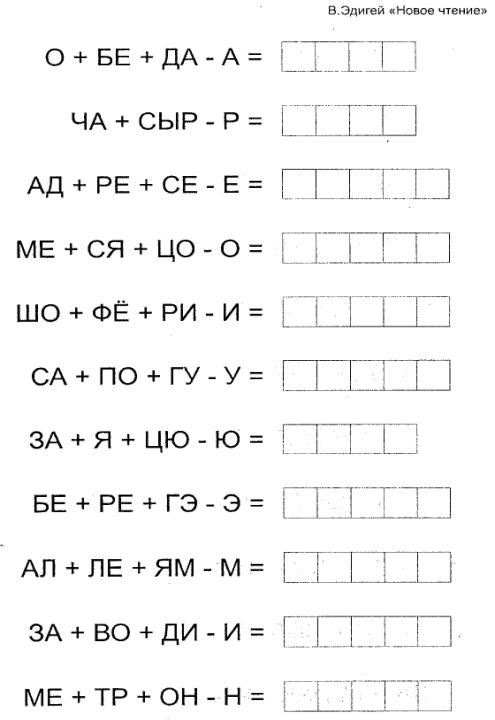 В.Эдигей «Новое чтение»
О + БЕ + ДА - А =
ЧА + СЫР - Р =
АД + РЕ + СЕ - Е =
МЕ + СЯ + ЦО - О =
ШО + ФЁ + РИ - И =
СА + ПО + ГУ - У =
ЗА + Я + ЦЮ - Ю =
БЕ + РЕ + ГЭ - Э =
АЛ + ЛЕ + ЯМ - М =
ЗА + ВО + ДИ - И =
МЕ + ТР + ОН - Н =